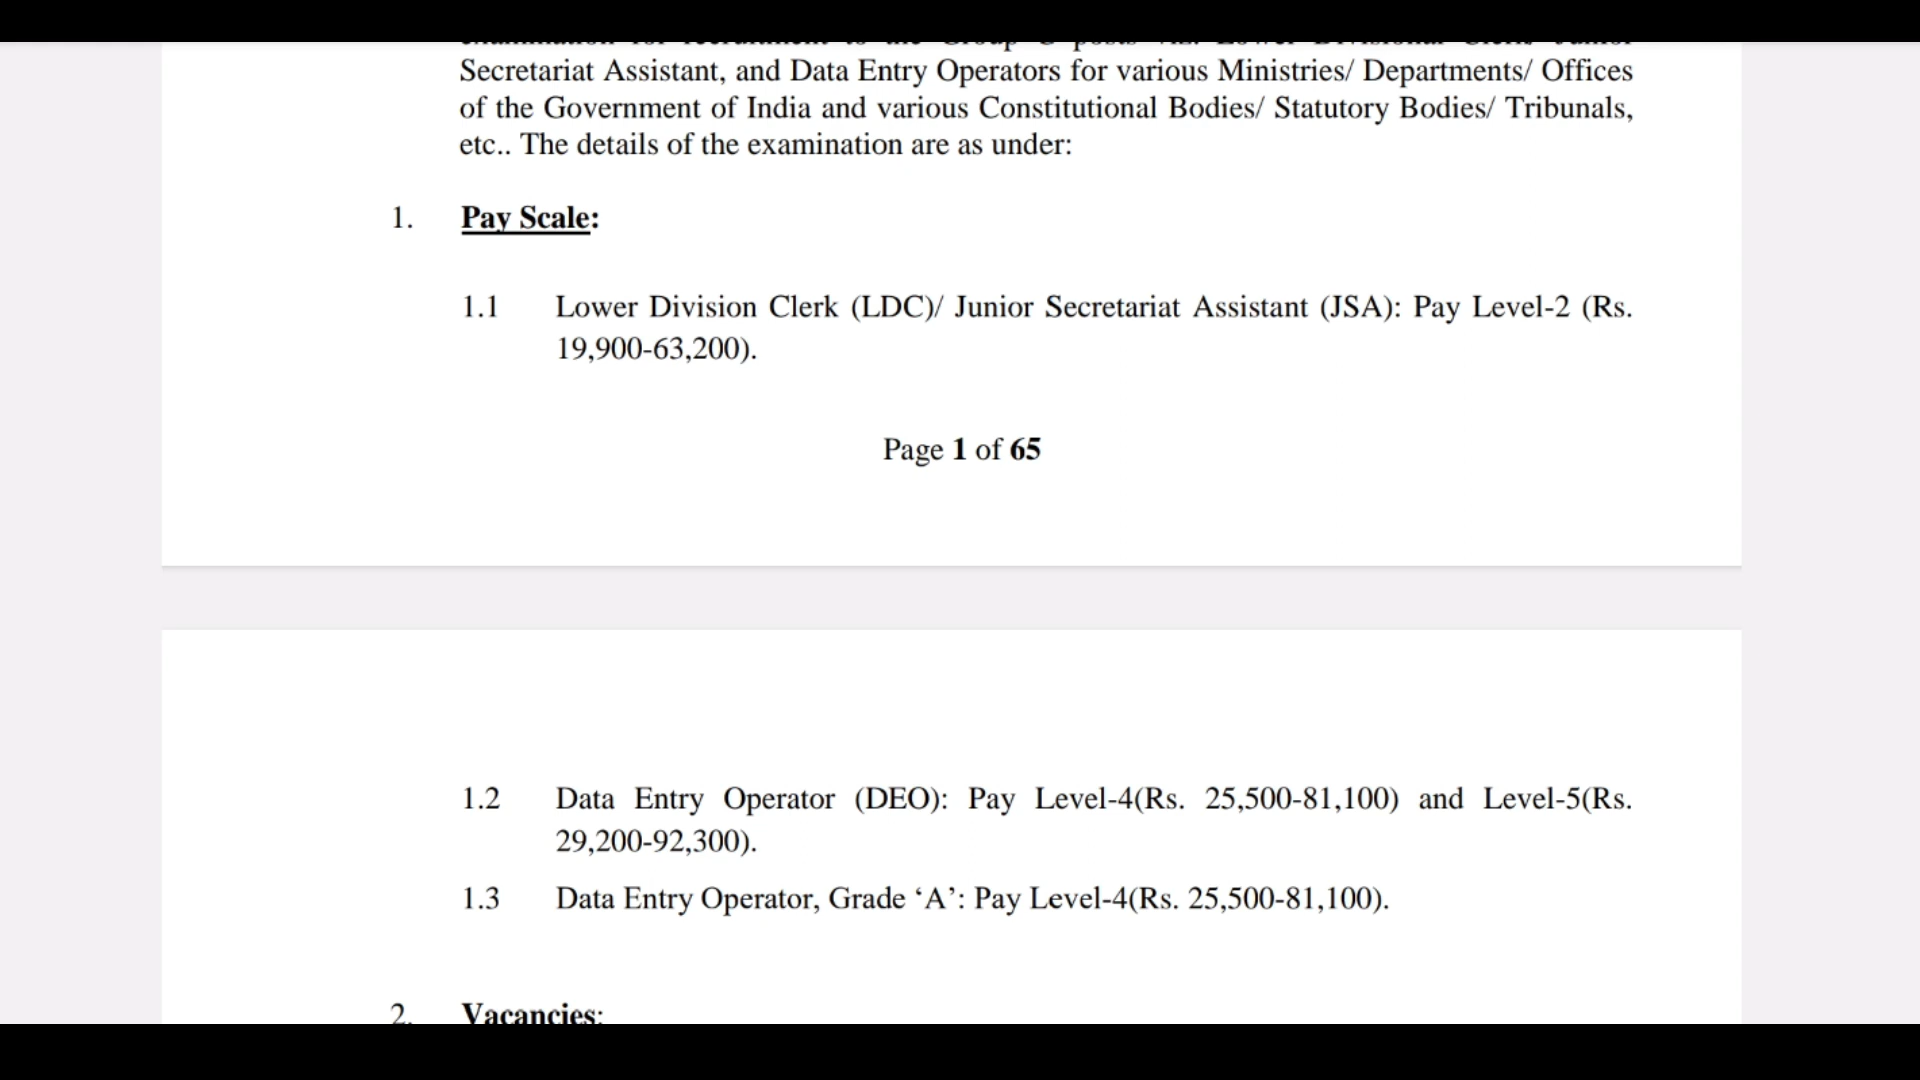 Secretariat Assistant, and Data Entry Operators for various Ministries/ Departments/ Offices
of the Government of India and various Constitutional Bodies/ Statutory Bodies/ Tribunals,
etc.. The details of the examination are as under:
1. Pay Scale:
1.1 Lower Division Clerk (LDC)/ Junior Secretariat Assistant (JSA): Pay Level-2 (Rs.
19,900-63,200).
Page 1 of 65
1.2 Data Entry Operator (DEO): Pay Level-4(Rs. 25,500-81,100) and Level-5(Rs.
29,200-92,300).
1.3 Data Entry Operator, Grade ‘A’: Pay Level-4(Rs. 25,500-81,100).
2. Vacancies: